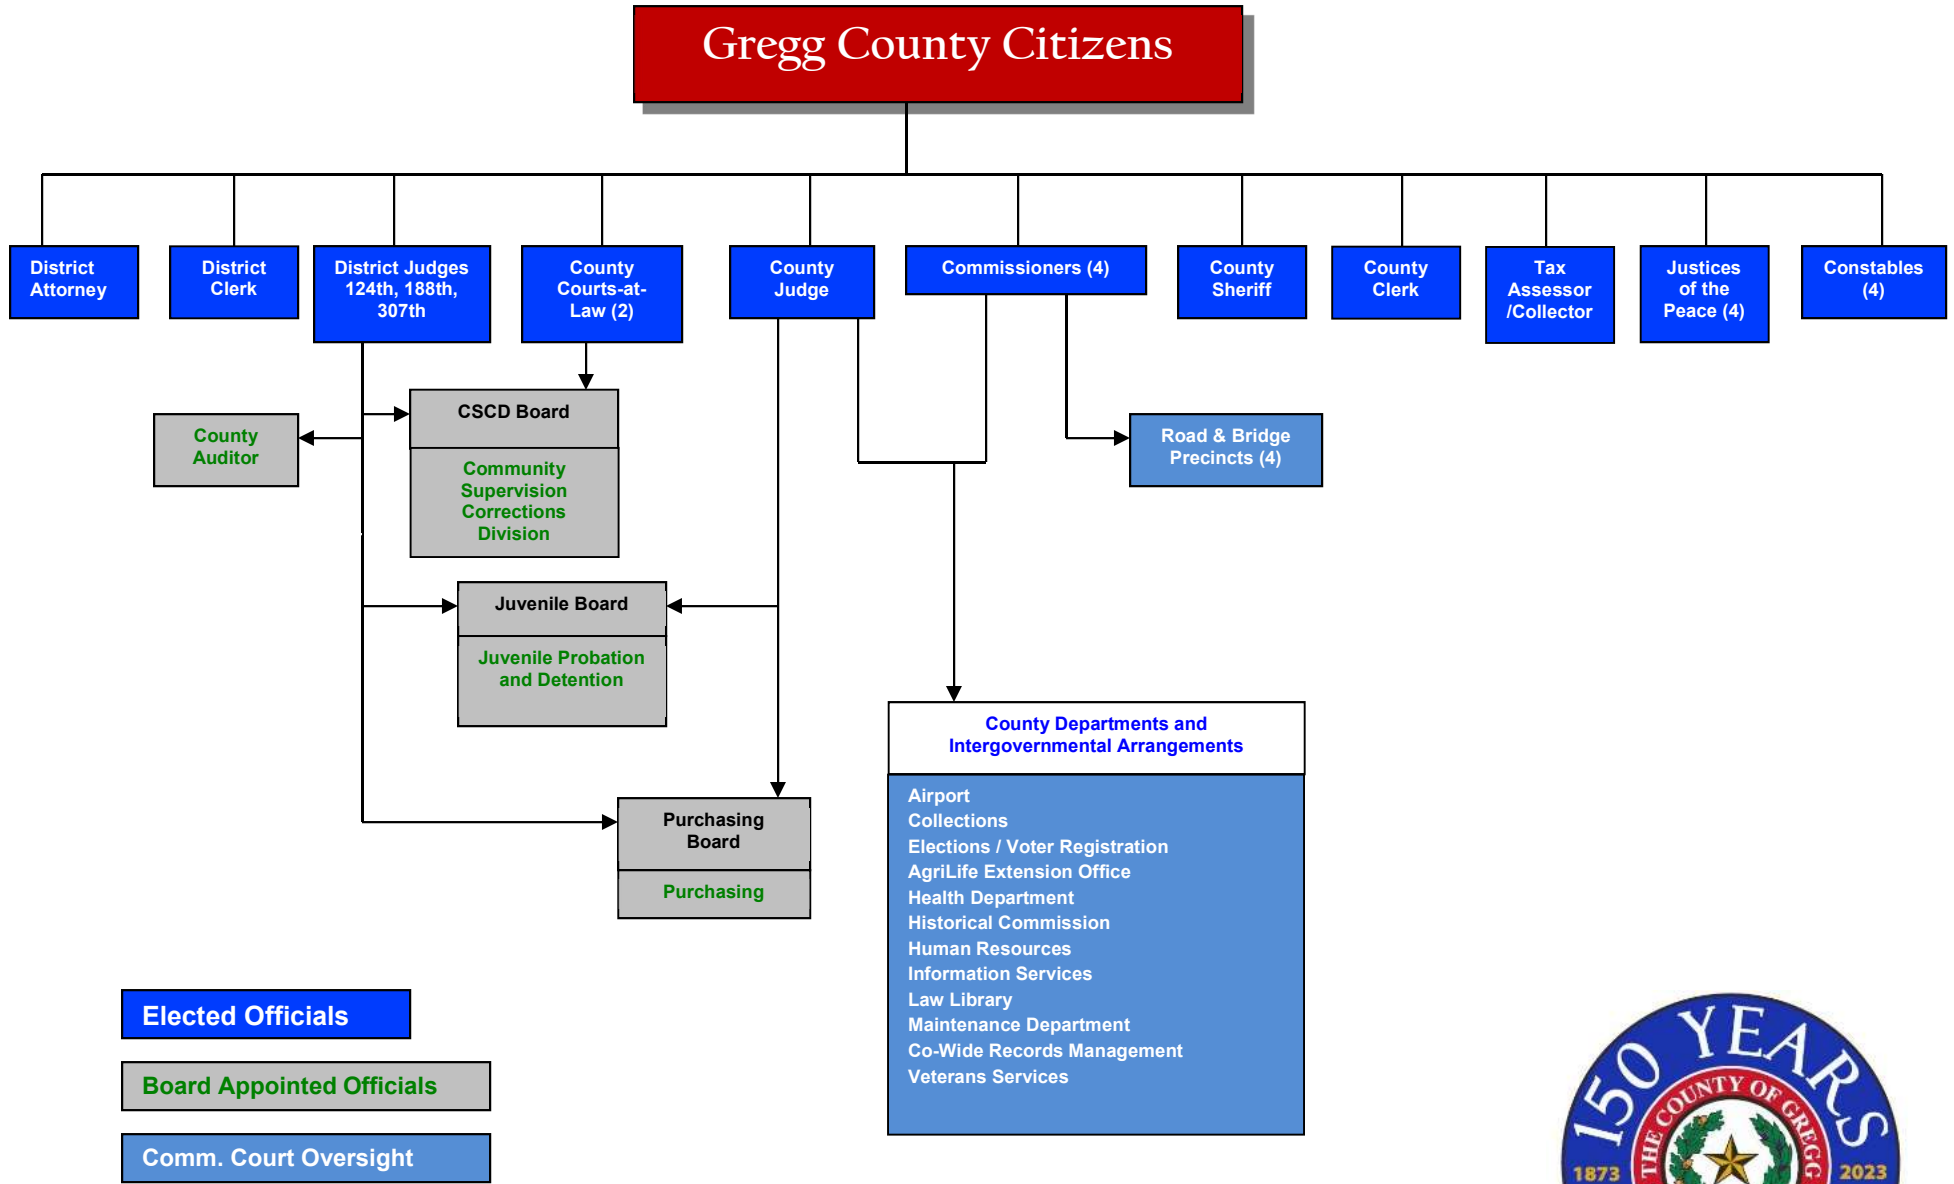 Gregg County Citizens
District
Attorney
District
Clerk
District Judges
124th, 188th,
307th
County
Courts-at-
Law (2)
County
Judge
Commissioners (4)
County
Sheriff
County
Clerk
Tax
Assessor
/Collector
Justices
of the
Peace (4)
Constables
(4)
County
Auditor
CSCD Board
Community
Supervision
Corrections
Division
Road & Bridge
Precincts (4)
Juvenile Board
Juvenile Probation
and Detention
Purchasing
Board
Purchasing
County Departments and
Intergovernmental Arrangements
Airport
Collections
Elections / Voter Registration
AgriLife Extension Office
Health Department
Historical Commission
Human Resources
Information Services
Law Library
Maintenance Department
Co-Wide Records Management
Veterans Services
Elected Officials
Board Appointed Officials
Comm. Court Oversight
150 YEARS
THE COUNTY OF GREGG
1873
2023